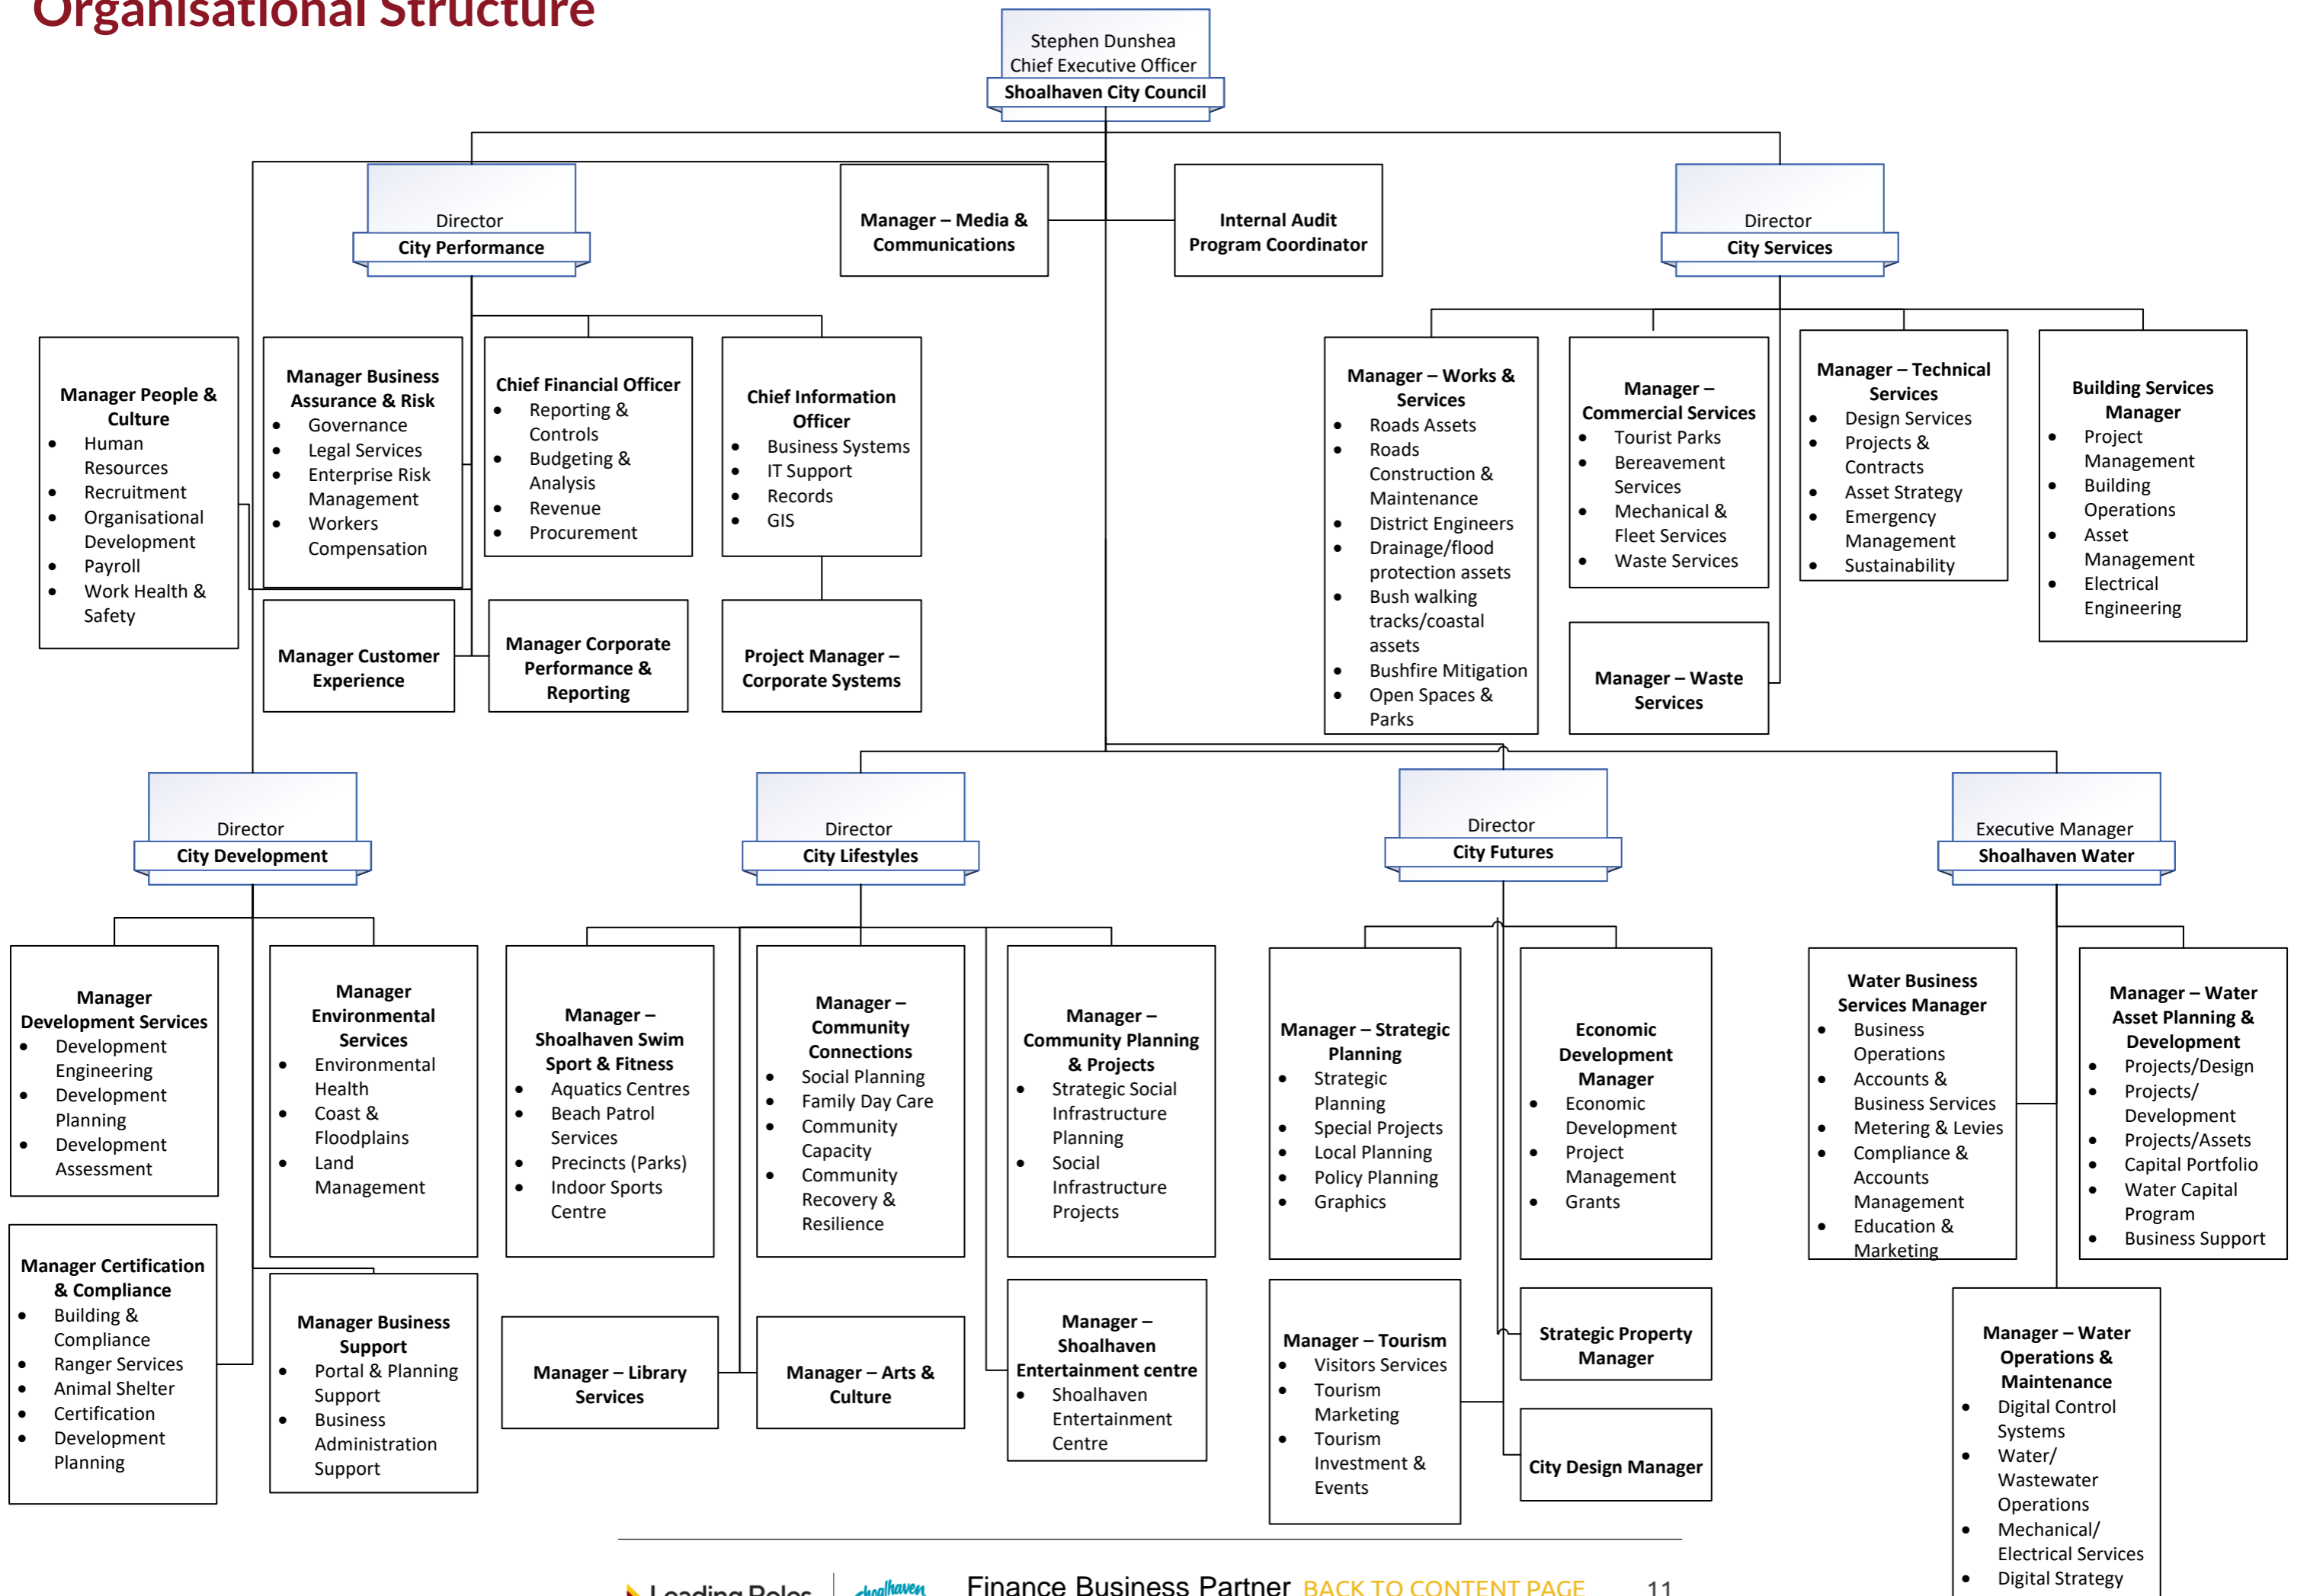 Organisational Structure
Stephen Dunshea
Chief Executive Officer
Shoalhaven City Council
Director
City Performance
Manager – Media &
Communications
Internal Audit
Program Coordinator
Director
City Services
Manager People &
Culture
• Human
Resources
• Recruitment
• Organisational
Development
• Payroll
• Work Health &
Safety
Manager Business
Assurance & Risk
• Governance
• Legal Services
• Enterprise Risk
Management
• Workers
Compensation
Chief Financial Officer
• Reporting &
Controls
• Budgeting &
Analysis
• Revenue
• Procurement
Chief Information
Officer
• Business Systems
• IT Support
• Records
• GIS
Manager Customer
Experience
Manager Corporate
Performance &
Reporting
Project Manager –
Corporate Systems
Manager – Works &
Services
• Roads Assets
• Roads
Construction &
Maintenance
• District Engineers
• Drainage/flood
protection assets
• Bush walking
tracks/coastal
assets
• Bushfire Mitigation
• Open Spaces &
Parks
Manager –
Commercial Services
• Tourist Parks
• Bereavement
Services
• Mechanical &
Fleet Services
• Waste Services
Manager – Waste
Services
Manager – Technical
Services
• Design Services
• Projects &
Contracts
• Asset Strategy
• Emergency
Management
• Sustainability
Building Services
Manager
• Project
Management
• Building
Operations
• Asset
Management
• Electrical
Engineering
Director
City Development
Director
City Lifestyles
Director
City Futures
Executive Manager
Shoalhaven Water
Manager
Development Services
• Development
Engineering
• Development
Planning
• Development
Assessment
Manager
Environmental
Services
• Environmental
Health
• Coast &
Floodplains
• Land
Management
Manager Certification
& Compliance
• Building &
Compliance
• Ranger Services
• Animal Shelter
• Certification
• Development
Planning
Manager Business
Support
• Portal & Planning
Support
• Business
Administration
Support
Manager –
Shoalhaven Swim
Sport & Fitness
• Aquatics Centres
• Beach Patrol
Services
• Precincts (Parks)
• Indoor Sports
Centre
Manager –
Community
Connections
• Social Planning
• Family Day Care
• Community
Capacity
• Community
Recovery &
Resilience
Manager –
Community Planning
& Projects
• Strategic Social
Infrastructure
Planning
• Social
Infrastructure
Projects
Manager – Library
Services
Manager – Arts &
Culture
Manager –
Shoalhaven
Entertainment centre
• Shoalhaven
Entertainment
Centre
Manager – Strategic
Planning
• Strategic
Planning
• Special Projects
• Local Planning
• Policy Planning
• Graphics
Economic
Development
Manager
• Economic
Development
• Project
Management
• Grants
Manager – Tourism
• Visitors Services
• Tourism
Marketing
• Tourism
Investment &
Events
Strategic Property
Manager
City Design Manager
Water Business
Services Manager
• Business
Operations
• Accounts &
Business Services
• Metering & Levies
• Compliance &
Accounts
Management
• Education &
Marketing
Manager – Water
Asset Planning &
Development
• Projects/Design
• Projects/
Development
• Projects/Assets
• Capital Portfolio
• Water Capital
Program
• Business Support
Manager – Water
Operations &
Maintenance
• Digital Control
Systems
• Water/
Wastewater
Operations
• Mechanical/
Electrical Services
• Digital Strategy
Leading Roles
shoalhaven
Finance Business Partner BACK TO CONTENT PAGE 11